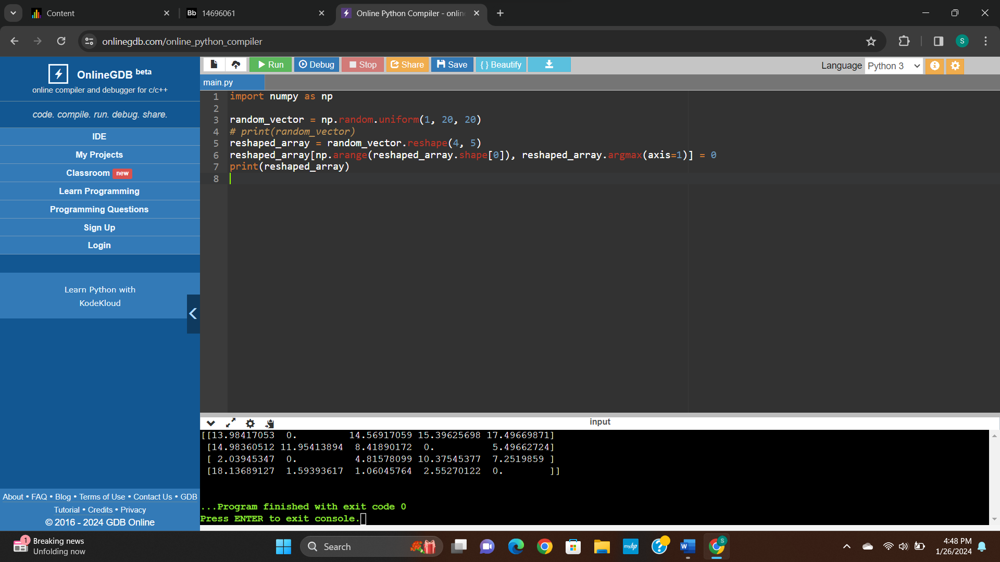 Content
Bb 14696061
Online Python Compiler - onlin
onlinegdb.com/online_python_compiler
S
OnlineGDB beta
online compiler and debugger for c/c++
code. compile. run. debug. share.
IDE
My Projects
Classroom new
Learn Programming
Programming Questions
Sign Up
Login
Learn Python with
KodeKloud
About • FAQ • Blog • Terms of Use • Contact Us • GDB
Tutorial • Credits • Privacy
© 2016 - 2024 GDB Online
Run Debug Stop Share Save { } Beautify
Language Python 3
main.py
1 import numpy as np
2
3 random_vector = np.random.uniform(1, 20, 20)
4 # print(random_vector)
5 reshaped_array = random_vector.reshape(4, 5)
6 reshaped_array[np.arange(reshaped_array.shape[0]), reshaped_array.argmax(axis=1)] = 0
7 print(reshaped_array)
8
input
[[13.98417053 0. 14.56917059 15.39625698 17.49669871]
[14.98360512 11.95413894 8.41890172 0. 5.49662724]
[ 2.03945347 0. 4.81578099 10.37545377 7.2519859 ]
[18.13689127 1.59393617 1.06045764 2.55270122 0. ]]
...Program finished with exit code 0
Press ENTER to exit console.
1
Breaking news
Unfolding now
Search
myhp
W
S
4:48 PM
1/26/2024